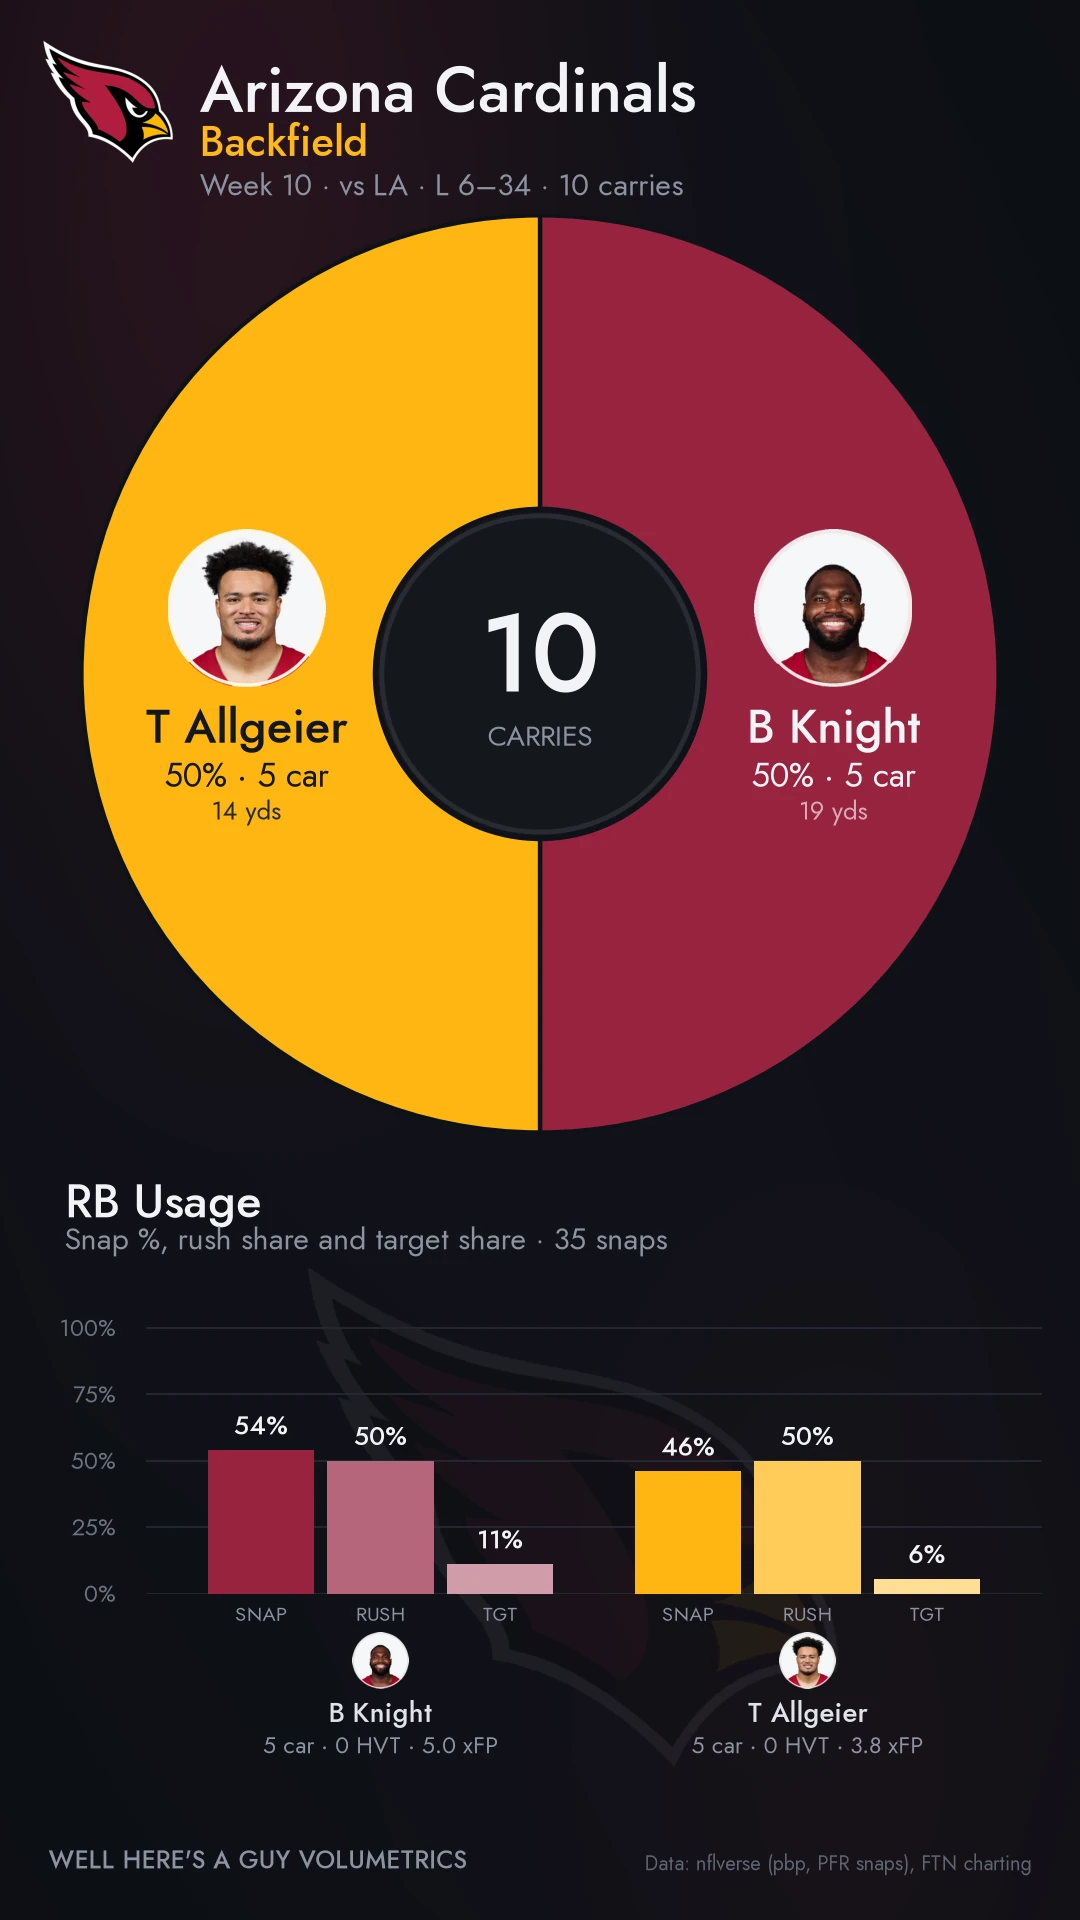 Arizona Cardinals
Backfield
Week 10 · vs LA · L 6–34 · 10 carries
10
CARRIES
T Allgeier
50% · 5 car
14 yds
B Knight
50% · 5 car
19 yds
RB Usage
Snap %, rush share and target share · 35 snaps
100%
75%
50%
25%
0%
54%
50%
11%
46%
50%
6%
SNAP
RUSH
TGT
SNAP
RUSH
TGT
B Knight
5 car · 0 HVT · 5.0 xFP
T Allgeier
5 car · 0 HVT · 3.8 xFP
WELL HERE'S A GUY VOLUMETRICS
Data: nflverse (pbp, PFR snaps), FTN charting